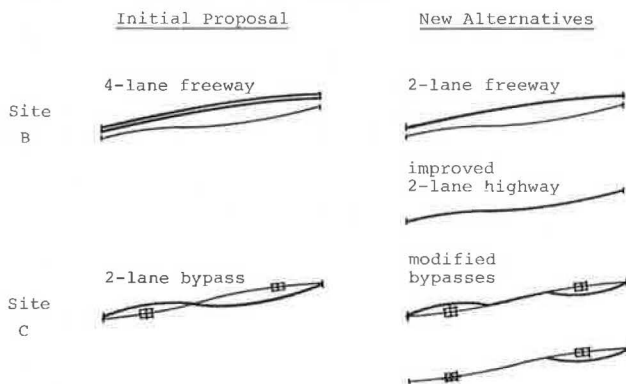 Initial Proposal
New Alternatives
4-lane freeway
2-lane freeway
Site
B
improved
2-lane highway
2-lane bypass
modified
bypasses
Site
C